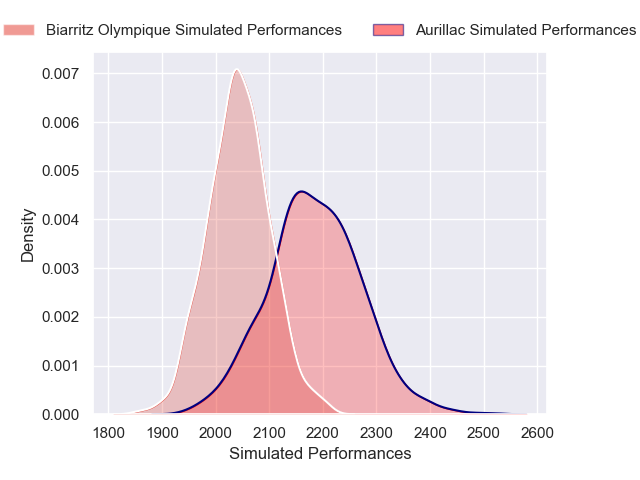 Biarritz Olympique Simulated Performances Aurillac Simulated Performances
0.007
0.006
0.005
0.004
0.003
0.002
0.001
0.000
Density
1800 1900 2000 2100 2200 2300 2400 2500 2600
Simulated Performances